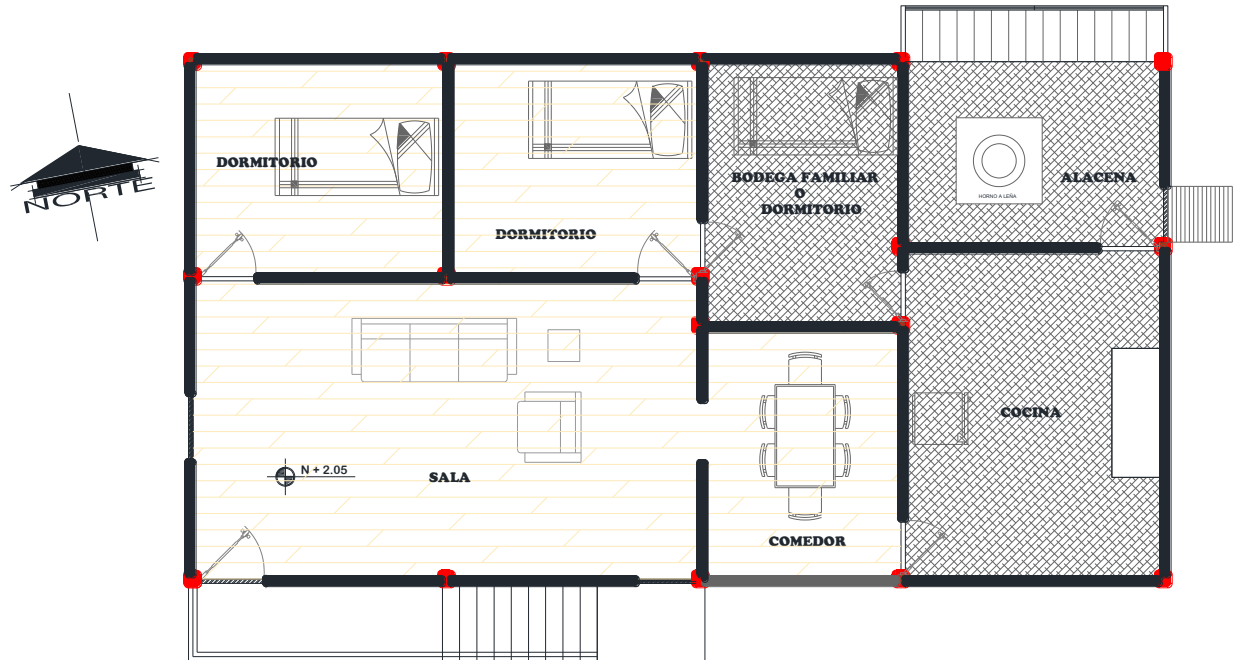 DORMITORIO
DORMITORIO
BODEGA FAMILIAR
O
DORMITORIO
ALACENA
HORNO A LEÑA
NORTE
COCINA
N + 2.05
SALA
COMEDOR